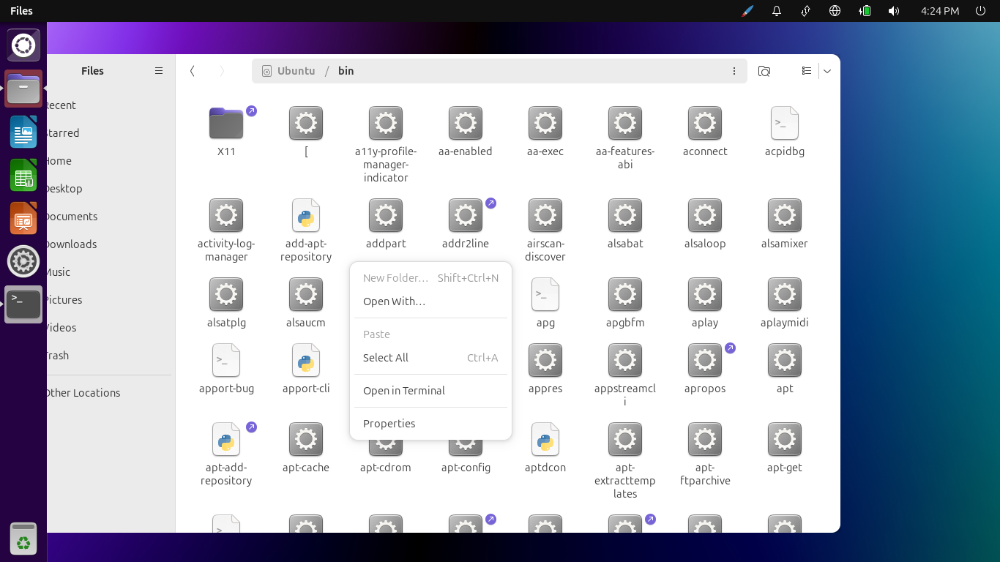 Files
4:24 PM
Files
Ubuntu / bin
Recent
Starred
Home
Desktop
Documents
Downloads
Music
Pictures
Videos
Trash
Other Locations
X11
[
a11y-profile-
manager-
indicator
aa-enabled
aa-exec
aa-features-
abi
aconnect
acpidbg
activity-log-
manager
add-apt-
repository
addpart
addr2line
airscan-
discover
alsabat
alsaloop
alsamixer
alsatplg
alsaucm
apg
apgbfm
aplay
aplaymidi
apport-bug
apport-cli
appres
appstreamcl
i
apropos
apt
apt-add-
repository
apt-cache
apt-cdrom
apt-config
aptdcon
apt-
extracttemp
lates
apt-
ftparchive
apt-get
New Folder… Shift+Ctrl+N
Open With…
Paste
Select All Ctrl+A
Open in Terminal
Properties